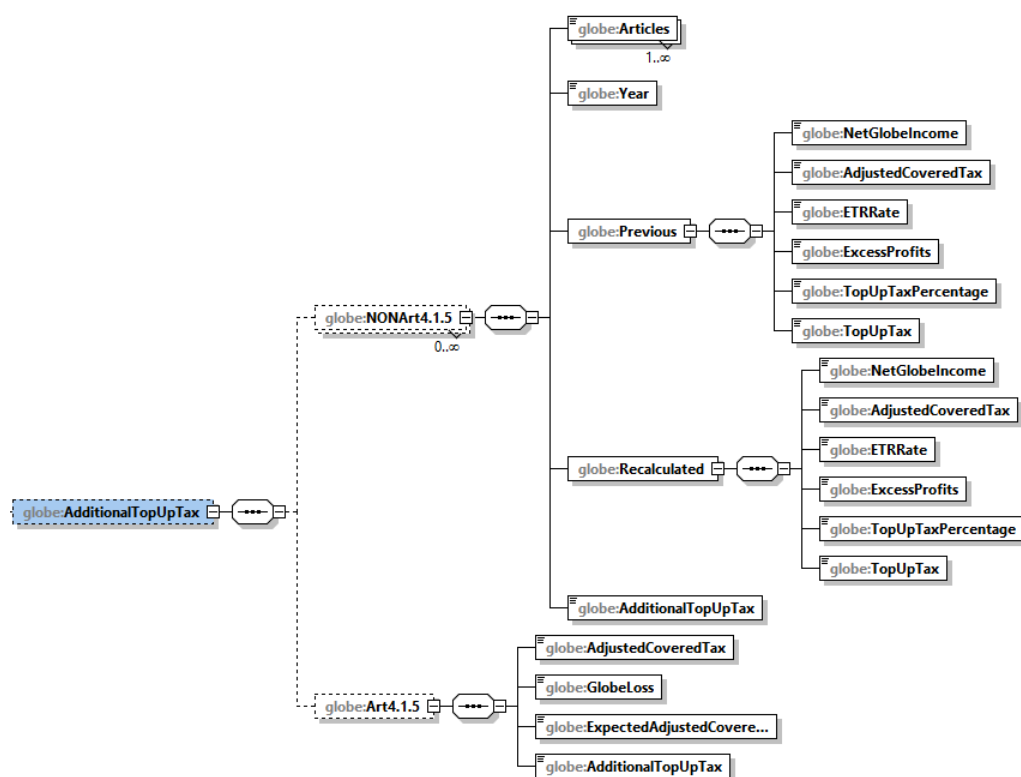 globe:Articles
1..∞
globe:Year
globe:NetGlobeIncome
globe:AdjustedCoveredTax
globe:ETRRate
globe:Previous
globe:ExcessProfits
globe:TopUpTaxPercentage
globe:TopUpTax
globe:NONArt4.1.5
0..∞
globe:NetGlobeIncome
globe:AdjustedCoveredTax
globe:ETRRate
globe:Recalculated
globe:ExcessProfits
globe:TopUpTaxPercentage
globe:TopUpTax
globe:AdditionalTopUpTax
globe:AdditionalTopUpTax
globe:AdjustedCoveredTax
globe:GlobeLoss
globe:Art4.1.5
globe:ExpectedAdjustedCovere...
globe:AdditionalTopUpTax